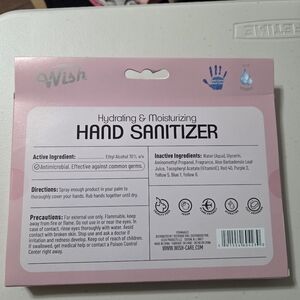 Wish
Hydrating & Moisturizing
HAND SANITIZER
Active Ingredient:
Ethyl Alcohol 70% v/v
Antimicrobial. Effective against common germs.
Directions: Spray enough product in your palm to
thoroughly cover your hands. Rub hands together until dry.
Precautions: For external use only. Flammable, keep
away from fire or flame. Do not use in or near the eyes. In
case of contact, rinse eyes thoroughly with water. Avoid
contact with broken skin. Stop use and ask a doctor if
irritation and redness develop. Keep out of reach of children.
If swallowed, get medical help or contact a Poison Control
Center right away.
Inactive Ingredients: Water (Aqua), Glycerin,
Aminomethyl Propanol, Fragrance, Aloe Barbadensis Leaf
Juice, Tocopheryl Acetate (Vitamin E), Red 40, Purple 2,
Yellow 5, Blue 1, Yellow 6
WWW.WISH-CARE.COM